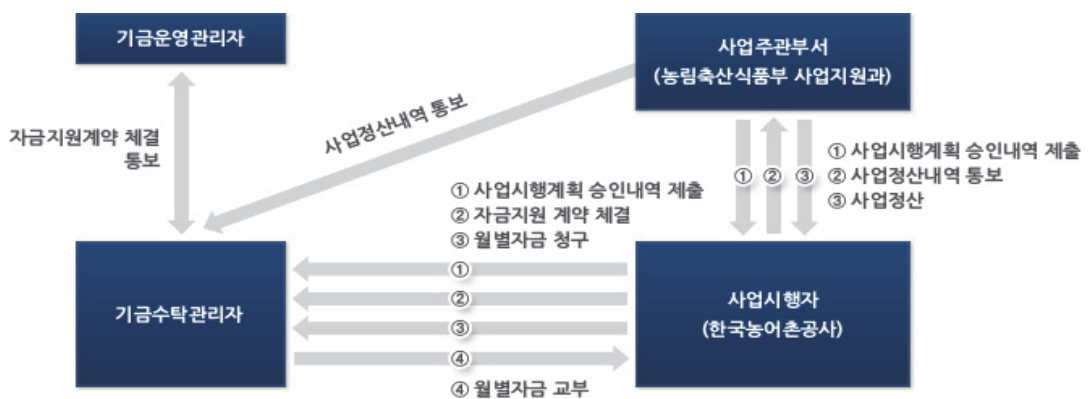 기금운영관리자
사업주관부서
(농림축산식품부 사업지원과)
자금지원계약 체결
통보
사업정산내역 통보
① 사업시행계획 승인내역 제출
② 자금지원 계약 체결
③ 월별자금 청구
① ② ③
① 사업시행계획 승인내역 제출
② 사업정산내역 통보
③ 사업정산
기금수탁관리자
①
②
③
④
④ 월별자금 교부
사업시행자
(한국농어촌공사)